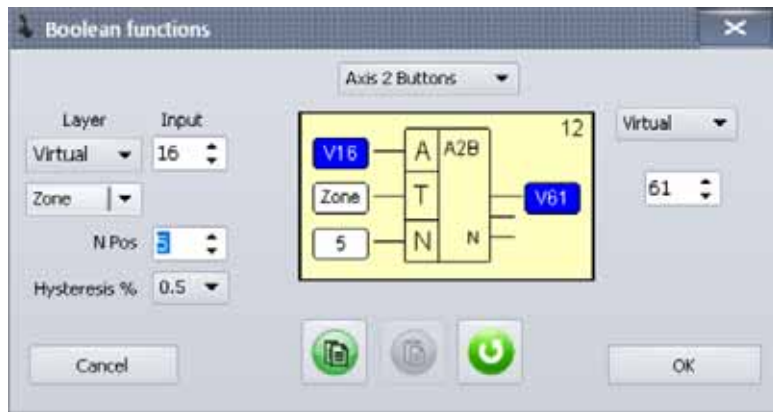 Boolean functions
Axis 2 Buttons
Layer Input
Virtual 16
Zone
N Pos 5
Hysteresis % 0.5
12
V16 A A2B
Zone T V61
5 N N
Virtual
61
Cancel
OK